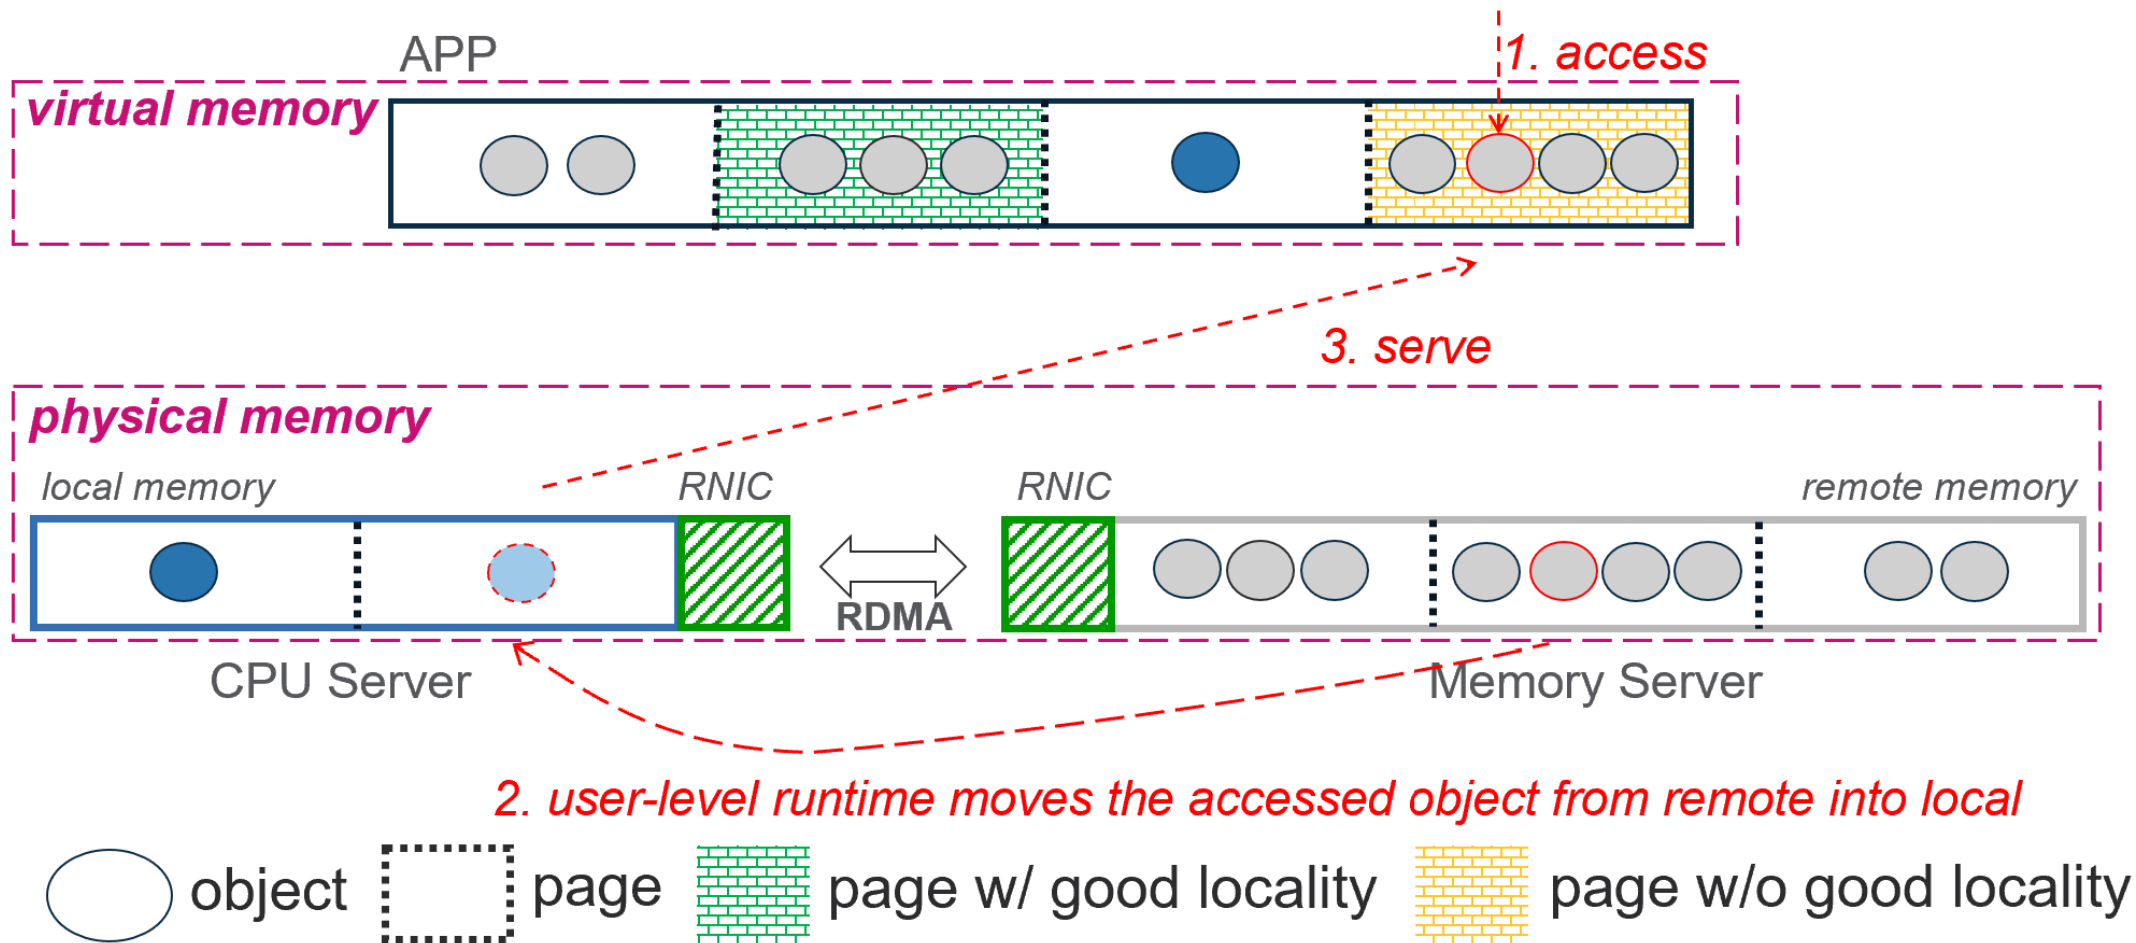 APP
1. access
virtual memory
3. serve
physical memory
local memory
RNIC
RNIC
remote memory
RDMA
CPU Server
Memory Server
2. user-level runtime moves the accessed object from remote into local
object
page
page w/ good locality
page w/o good locality